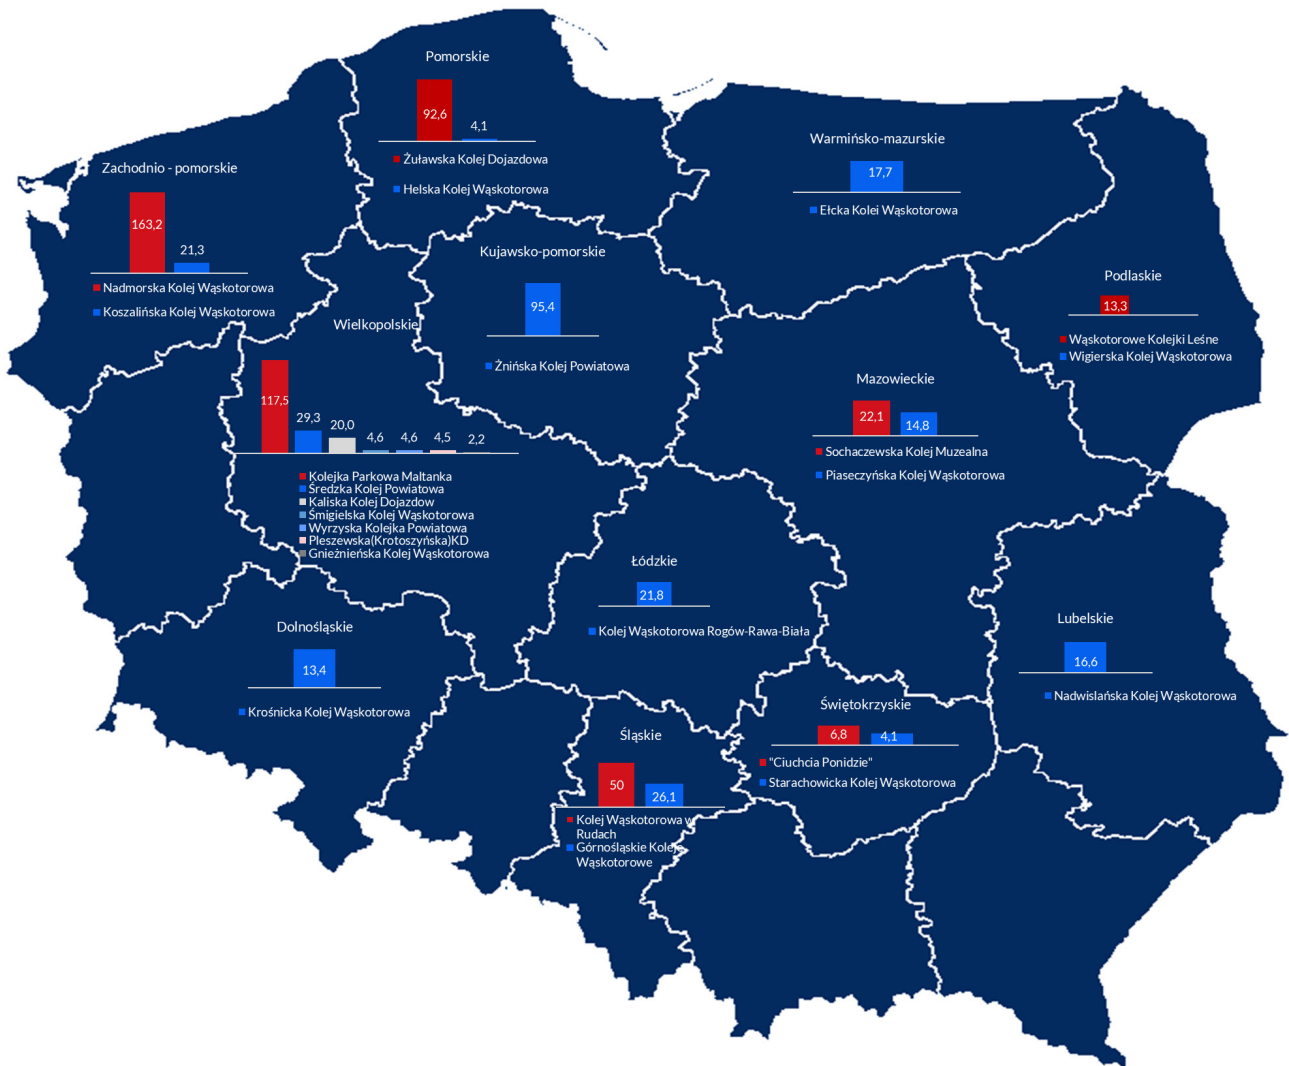 Pomorskie
92,6
4,1
Żuławska Kolej Dojazdowa
Helska Kolej Wąskotorowa
Warmińsko-mazurskie
17,7
Ełcka Kolei Wąskotorowa
Zachodnio - pomorskie
163,2
21,3
Nadmorska Kolej Wąskotorowa
Koszalińska Kolej Wąskotorowa
Kujawsko-pomorskie
95,4
Żnińska Kolej Powiatowa
Podlaskie
13,3
Wąskotorowe Kolejki Leśne
Wigierska Kolej Wąskotorowa
Wielkopolskie
117,5
29,3
20,0
4,6
4,6
4,5
2,2
Kolejka Parkowa Maltanka
Średzka Kolej Powiatowa
Kaliska Kolej Dojazdow
Śmigielska Kolej Wąskotorowa
Wyrzyska Kolejka Powiatowa
Pleszewska(Krotoszyńska)KD
Gnieźnieńska Kolej Wąskotorowa
Mazowieckie
22,1
14,8
Sochaczewska Kolej Muzealna
Piaseczyńska Kolej Wąskotorowa
Łódzkie
21,8
Kolej Wąskotorowa Rogów-Rawa-Biała
Dolnośląskie
13,4
Krośnicka Kolej Wąskotorowa
Lubelskie
16,6
Nadwislańska Kolej Wąskotorowa
Świętokrzyskie
6,8
4,1
"Ciuchcia Ponidzie"
Starachowicka Kolej Wąskotorowa
Śląskie
50
26,1
Kolej Wąskotorowa w
Rudach
Górnośląskie Koleje
Wąskotorowe